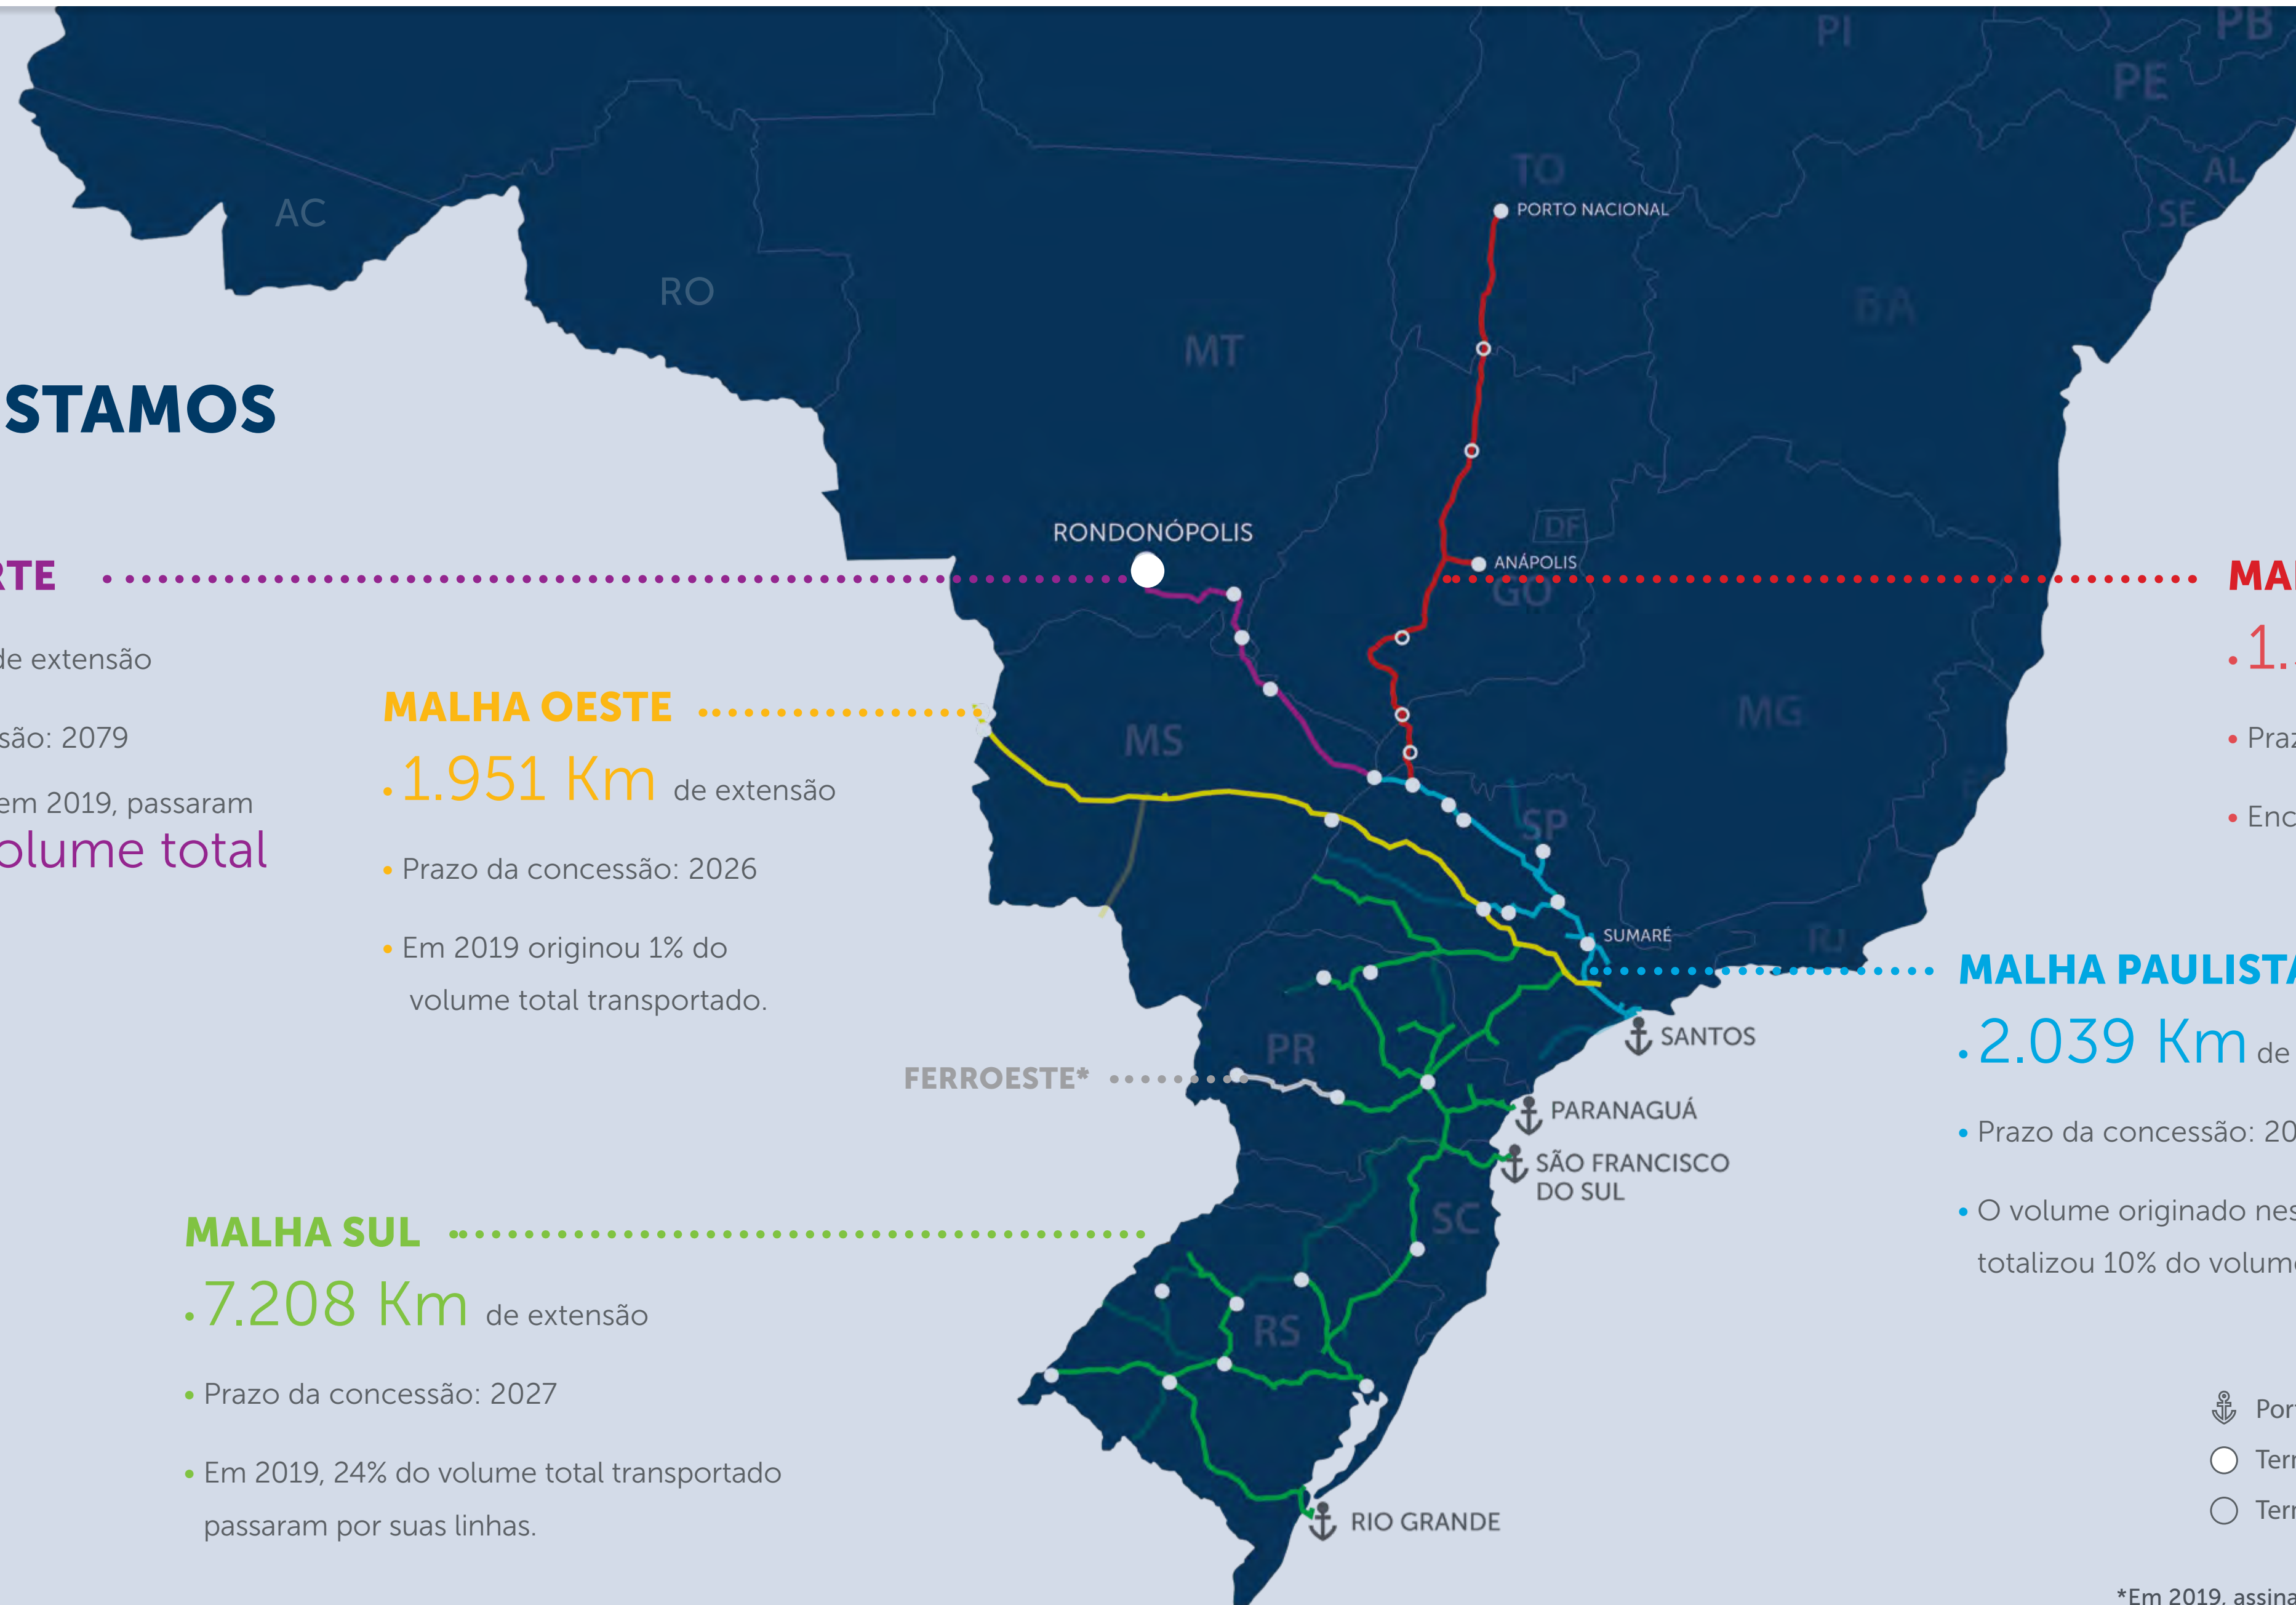 PI
PB
PE
TO
AL
AC
PORTO NACIONAL
SE
RO
BA
MT
STAMOS
RONDONÓPOLIS
DF
ANÁPOLIS
GO
RTE
de extensão
são: 2079
em 2019, passaram
olume total
MALHA OESTE
• 1.951 Km de extensão
• Prazo da concessão: 2026
• Em 2019 originou 1% do
volume total transportado.
MS
MG
SP
SUMARÉ
RJ
MA
• 1.
• Praz
• Enc
MALHA PAULISTA
• 2.039 Km de
• Prazo da concessão: 20
• O volume originado nes
totalizou 10% do volum
SANTOS
PR
FERROESTE*
PARANAGUÁ
SÃO FRANCISCO
DO SUL
SC
MALHA SUL
• 7.208 Km de extensão
• Prazo da concessão: 2027
• Em 2019, 24% do volume total transportado
passaram por suas linhas.
RS
RIO GRANDE
Por
Ter
Ter
*Em 2019, assina